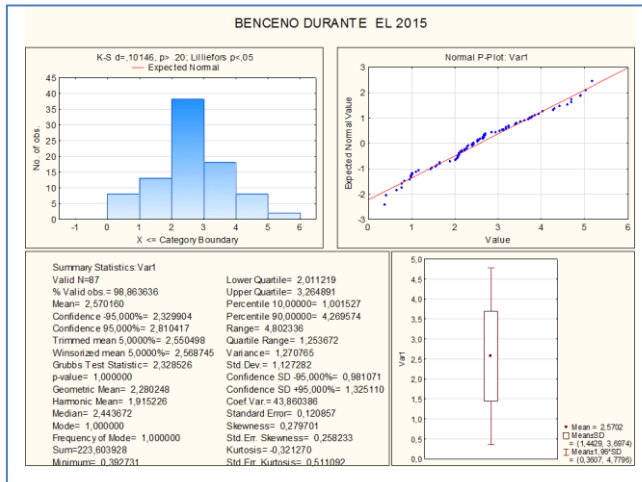 BENCENO DURANTE EL 2015
K-S d=,10146, p> .20; Lilliefors p<,05
Expected Normal
No. of obs.
45
40
35
30
25
20
15
10
5
0
-1 0 1 2 3 4 5 6
X <= Category Boundary
Normal P-Plot: Var1
Expected Normal Value
3
2
1
0
-1
-2
-3
0 1 2 3 4 5 6
Value
Summary Statistics:Var1
Valid N=87
% Valid obs.= 98,863636
Mean= 2,570160
Confidence -95,000%= 2,329904
Confidence 95,000%= 2,810417
Trimmed mean 5,0000%= 2,550498
Winsorized mean 5,0000%= 2,568745
Grubbs Test Statistic= 2,328526
p-value= 1,000000
Geometric Mean= 2,280248
Harmonic Mean= 1,915226
Median= 2,443672
Mode= 1,000000
Frequency of Mode= 1,000000
Sum=223,603928
Minimum= 0,392731
Lower Quartile= 2,011219
Upper Quartile= 3,264891
Percentile 10,00000= 1,001527
Percentile 90,00000= 4,269574
Range= 4,802336
Quartile Range= 1,253672
Variance= 1,270765
Std.Dev.= 1,127282
Confidence SD -95,000%= 0,981071
Confidence SD +95,000%= 1,325110
Coef.Var.= 43,860386
Standard Error= 0,120857
Skewness= 0,279701
Std.Err. Skewness= 0,258233
Kurtosis= -0,321270
Std.Err. Kurtosis= 0,511092
Var1
5,0
4,5
4,0
3,5
3,0
2,5
2,0
1,5
1,0
0,5
0,0
Mean = 2,5702
Mean±SD
= (1,4429, 3,6974)
Mean±1,96*SD
= (0,3607, 4,7796)